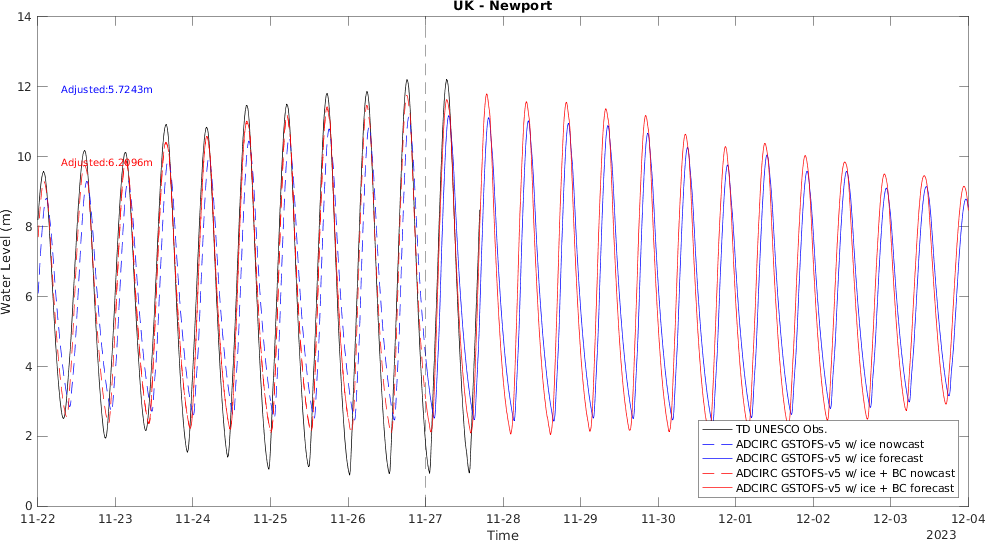 UK - Newport
14
12
10
8
6
4
2
0
Water Level (m)
Adjusted:5.7243m
Adjusted:6.2096m
TD UNESCO Obs.
ADCIRC GSTOFS-v5 w/ ice nowcast
ADCIRC GSTOFS-v5 w/ ice forecast
ADCIRC GSTOFS-v5 w/ ice + BC nowcast
ADCIRC GSTOFS-v5 w/ ice + BC forecast
11-22 11-23 11-24 11-25 11-26 11-27 11-28 11-29 11-30 12-01 12-02 12-03 12-04
Time
2023